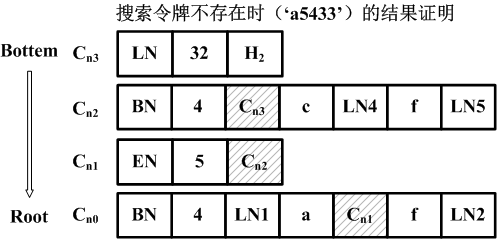 搜索令牌不存在时（‘a5433’）的结果证明
Bottem Cn3 LN 32 H2
Cn2 BN 4 Cn3 c LN4 f LN5
Cn1 EN 5 Cn2
Root Cn0 BN 4 LN1 a Cn1 f LN2